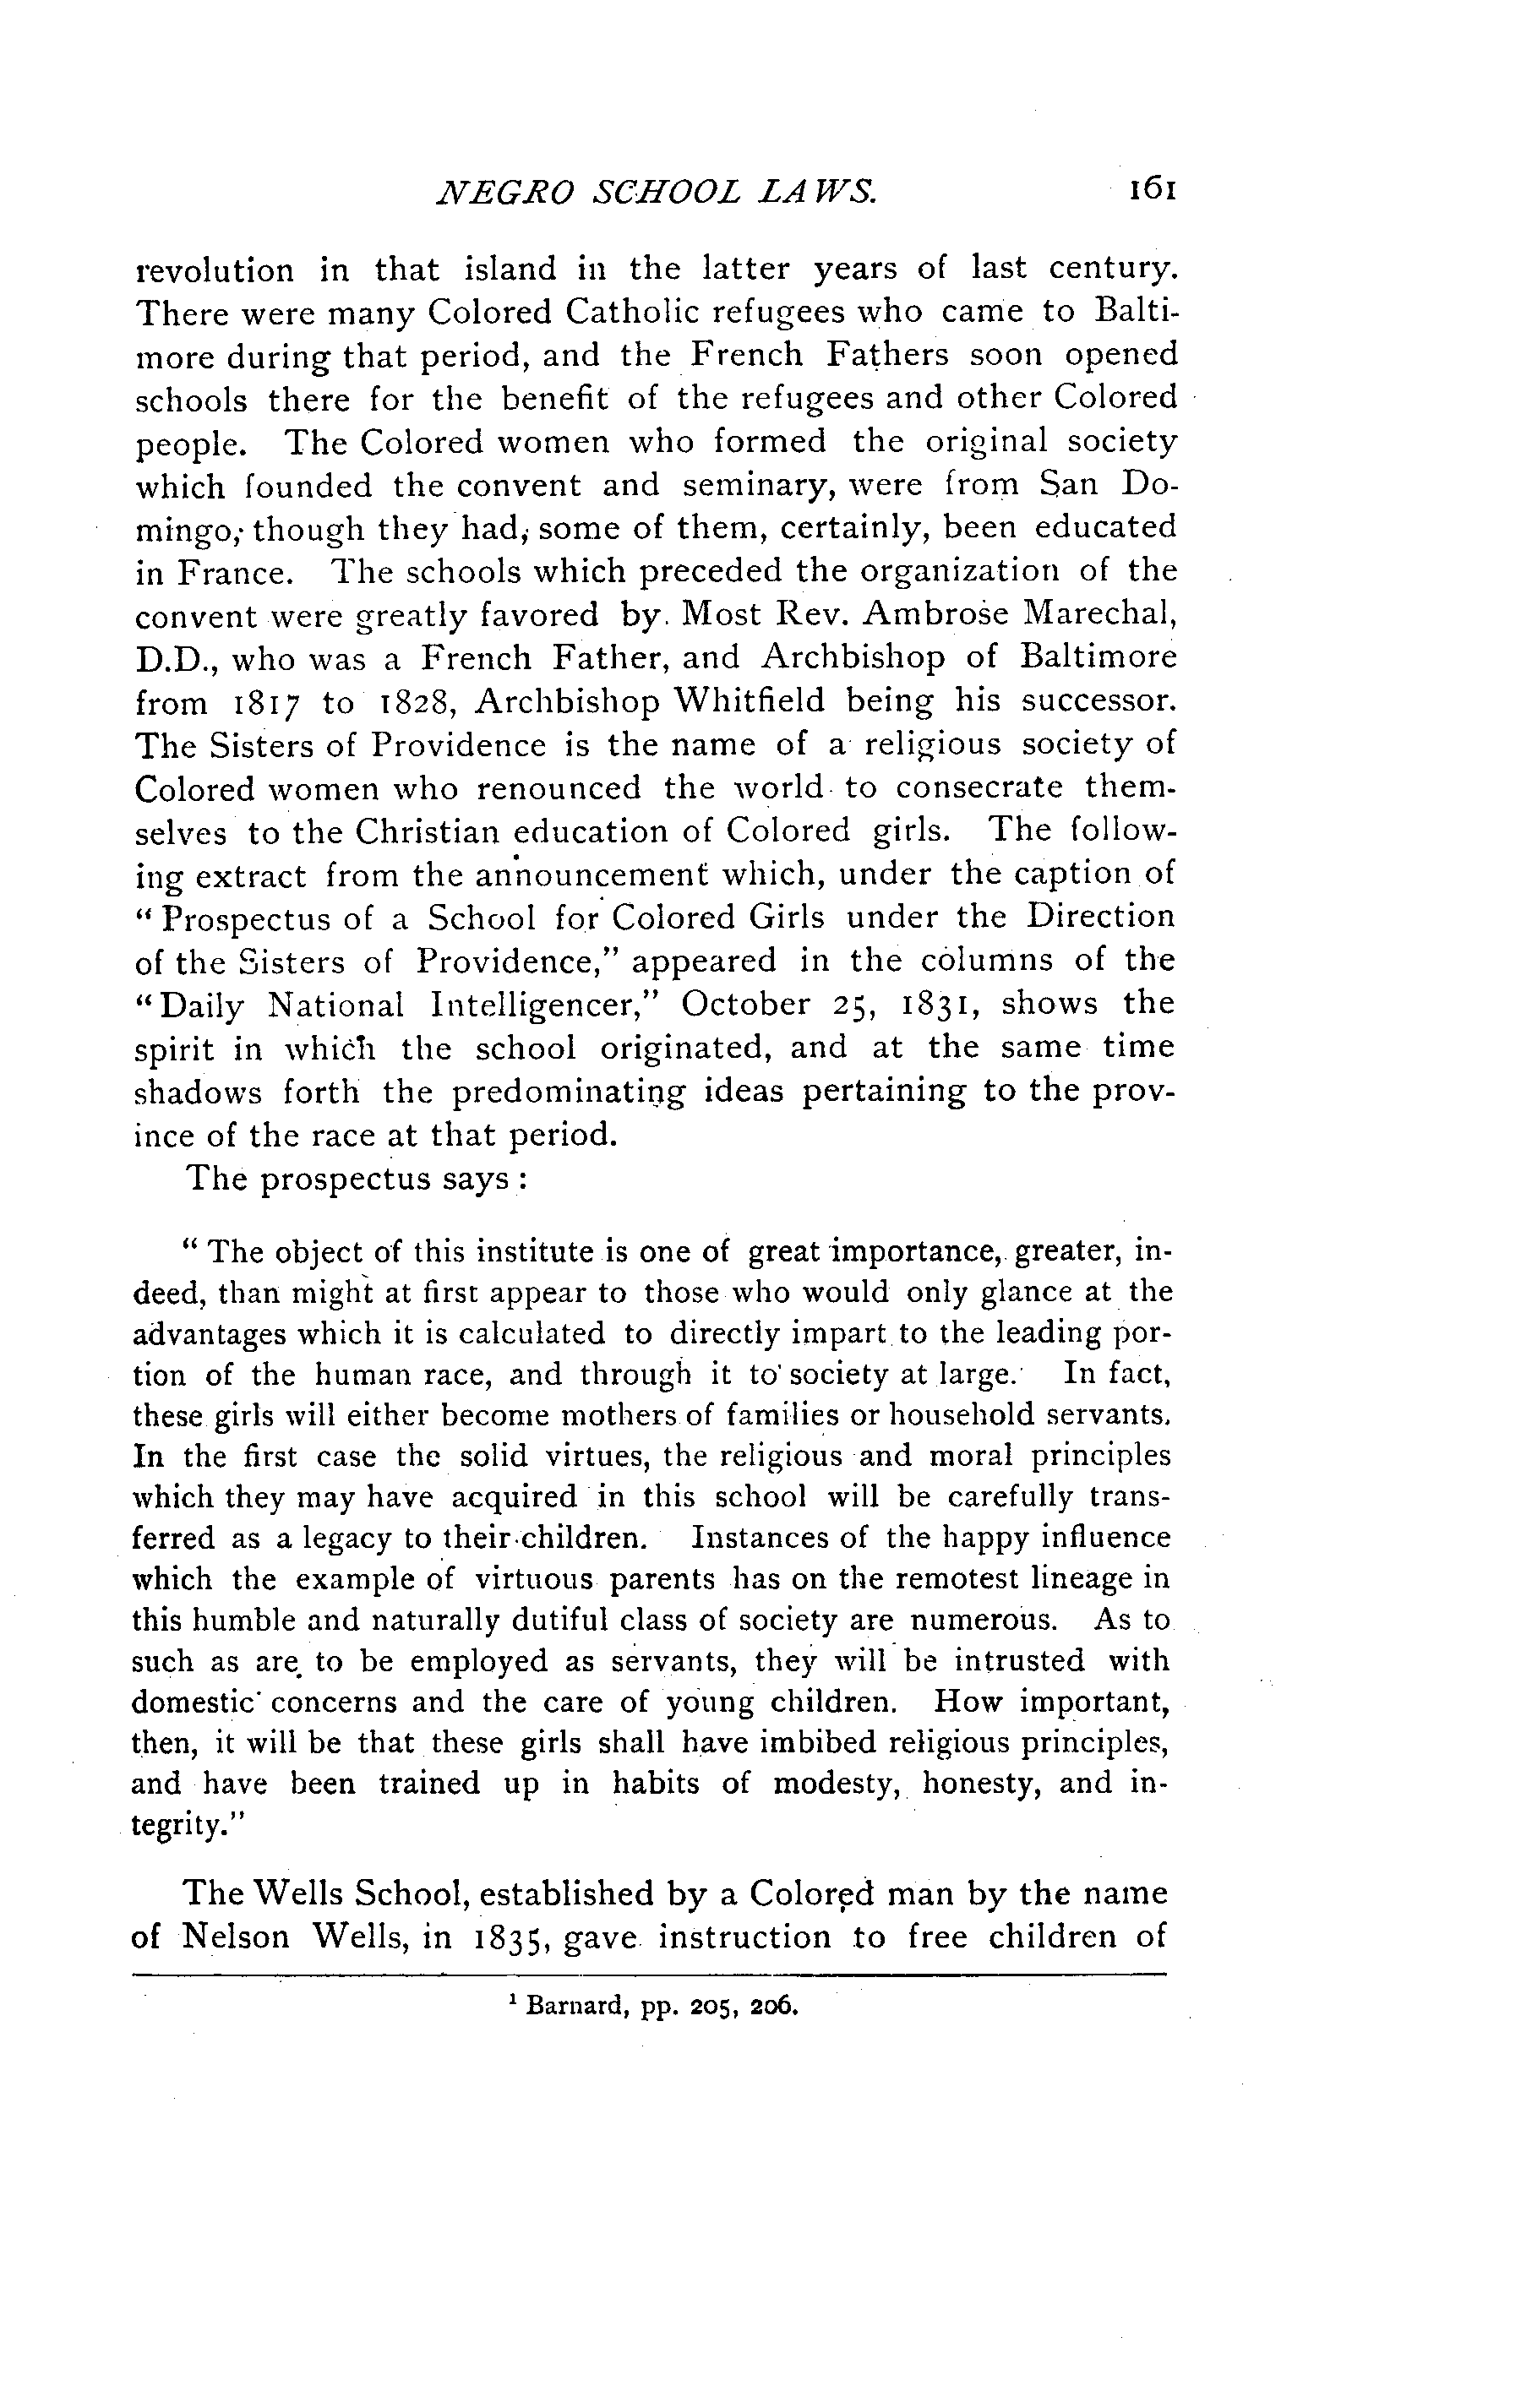 NEGRO SCHOOL LAWS. 161
revolution in that island in the latter years of last century.
There were many Colored Catholic refugees who came to Balti-
more during that period, and the French Fathers soon opened
schools there for the benefit of the refugees and other Colored
people. The Colored women who formed the original society
which founded the convent and seminary, were from San Do-
mingo, though they had, some of them, certainly, been educated
in France. The schools which preceded the organization of the
convent were greatly favored by Most Rev. Ambrose Marechal,
D.D., who was a French Father, and Archbishop of Baltimore
from 1817 to 1828, Archbishop Whitfield being his successor.
The Sisters of Providence is the name of a religious society of
Colored women who renounced the world to consecrate them-
selves to the Christian education of Colored girls. The follow-
ing extract from the announcement which, under the caption of
“Prospectus of a School for Colored Girls under the Direction
of the Sisters of Providence,” appeared in the columns of the
“Daily National Intelligencer,” October 25, 1831, shows the
spirit in which the school originated, and at the same time
shadows forth the predominating ideas pertaining to the prov-
ince of the race at that period.
The prospectus says :
“ The object of this institute is one of great importance, greater, in-
deed, than might at first appear to those who would only glance at the
advantages which it is calculated to directly impart to the leading por-
tion of the human race, and through it to society at large. In fact,
these girls will either become mothers of families or household servants.
In the first case the solid virtues, the religious and moral principles
which they may have acquired in this school will be carefully trans-
ferred as a legacy to their children. Instances of the happy influence
which the example of virtuous parents has on the remotest lineage in
this humble and naturally dutiful class of society are numerous. As to
such as are to be employed as servants, they will be intrusted with
domestic concerns and the care of young children. How important,
then, it will be that these girls shall have imbibed religious principles,
and have been trained up in habits of modesty, honesty, and in-
tegrity.”
The Wells School, established by a Colored man by the name
of Nelson Wells, in 1835, gave instruction to free children of
¹ Barnard, pp. 205, 206.